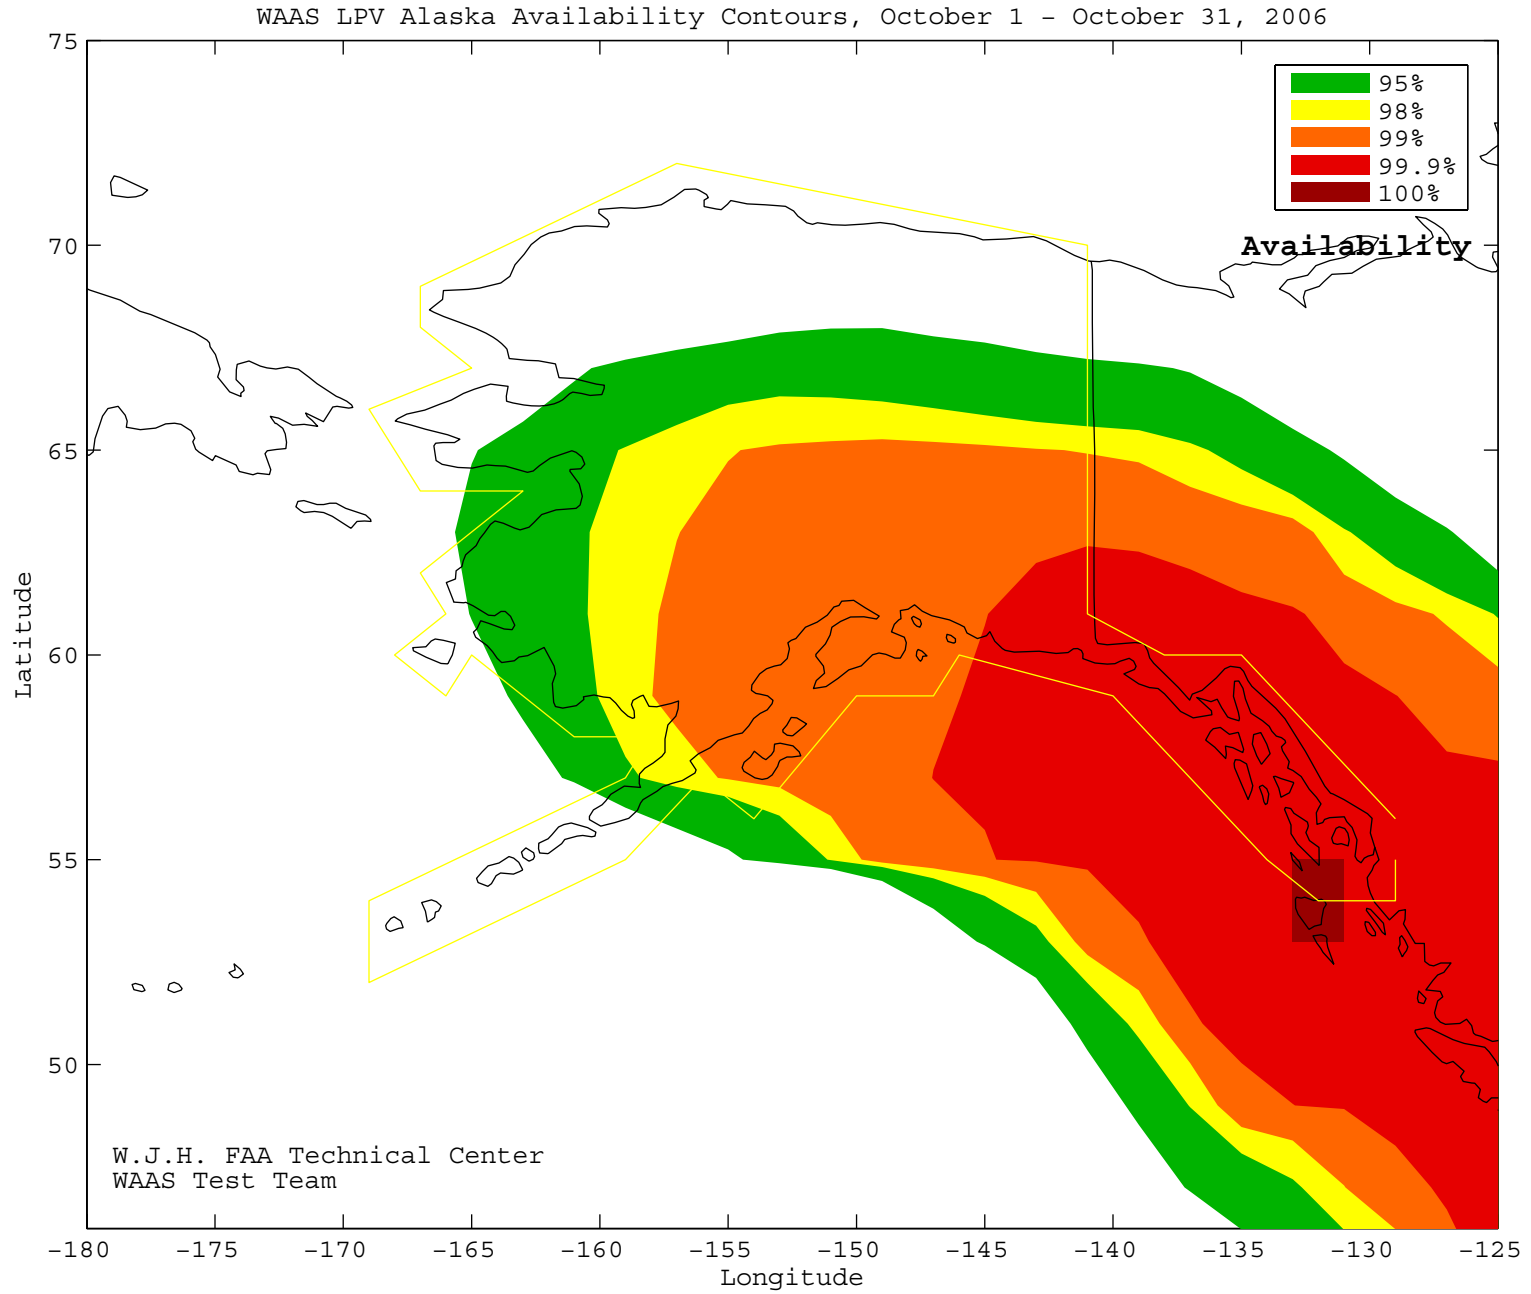 WAAS LPV Alaska Availability Contours, October 1 - October 31, 2006
75
70
65
60
55
50
Latitude
95%
98%
99%
99.9%
100%
Availability
W.J.H. FAA Technical Center
WAAS Test Team
-180 -175 -170 -165 -160 -155 -150 -145 -140 -135 -130 -125
Longitude